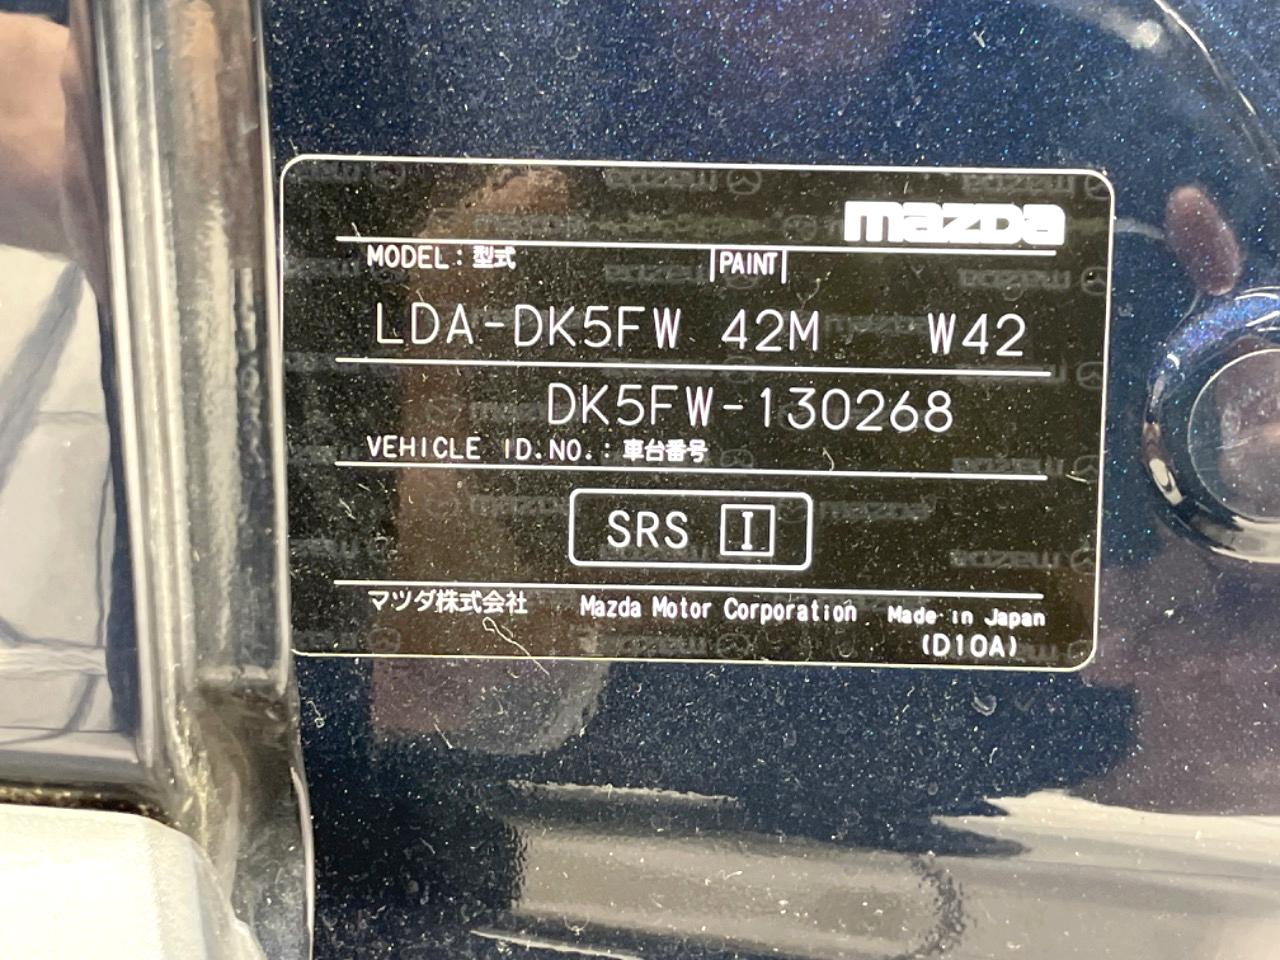 mazda
MODEL：型式 PAINT
LDA-DK5FW 42M W42
DK5FW-130268
VEHICLE ID.NO.：車台番号
SRS I
マツダ株式会社 Mazda Motor Corporation Made in Japan
(D10A)